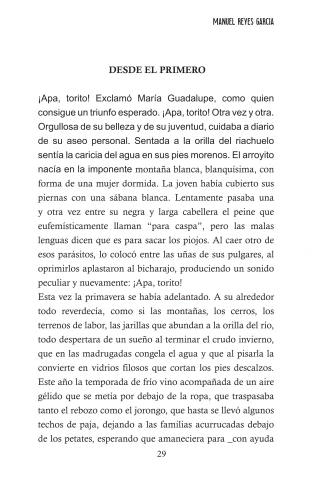 MANUEL REYES GARCIA
DESDE EL PRIMERO
¡Apa, torito! Exclamó María Guadalupe, como quien
consigue un triunfo esperado. ¡Apa, torito! Otra vez y otra.
Orgullosa de su belleza y de su juventud, cuidaba a diario
de su aseo personal. Sentada a la orilla del riachuelo
sentía la caricia del agua en sus pies morenos. El arroyito
nacía en la imponente montaña blanca, blanquísima, con
forma de una mujer dormida. La joven había cubierto sus
piernas con una sábana blanca. Lentamente pasaba una
y otra vez entre su negra y larga cabellera el peine que
eufemísticamente llaman “para caspa”, pero las malas
lenguas dicen que es para sacar los piojos. Al caer otro de
esos parásitos, lo colocó entre las uñas de sus pulgares, al
oprimirlos aplastaron al bicharajo, produciendo un sonido
peculiar y nuevamente: ¡Apa, torito!
Esta vez la primavera se había adelantado. A su alrededor
todo reverdecía, como si las montañas, los cerros, los
terrenos de labor, las jarillas que abundan a la orilla del río,
todo despertara de un sueño al terminar el crudo invierno,
que en las madrugadas congela el agua y que al pisarla la
convierte en vidrios filosos que cortan los pies descalzos.
Este año la temporada de frío vino acompañada de un aire
gélido que se metía por debajo de la ropa, que traspasaba
tanto el rebozo como el jorongo, que hasta se llevó algunos
techos de paja, dejando a las familias acurrucadas debajo
de los petates, esperando que amaneciera para _con ayuda
29